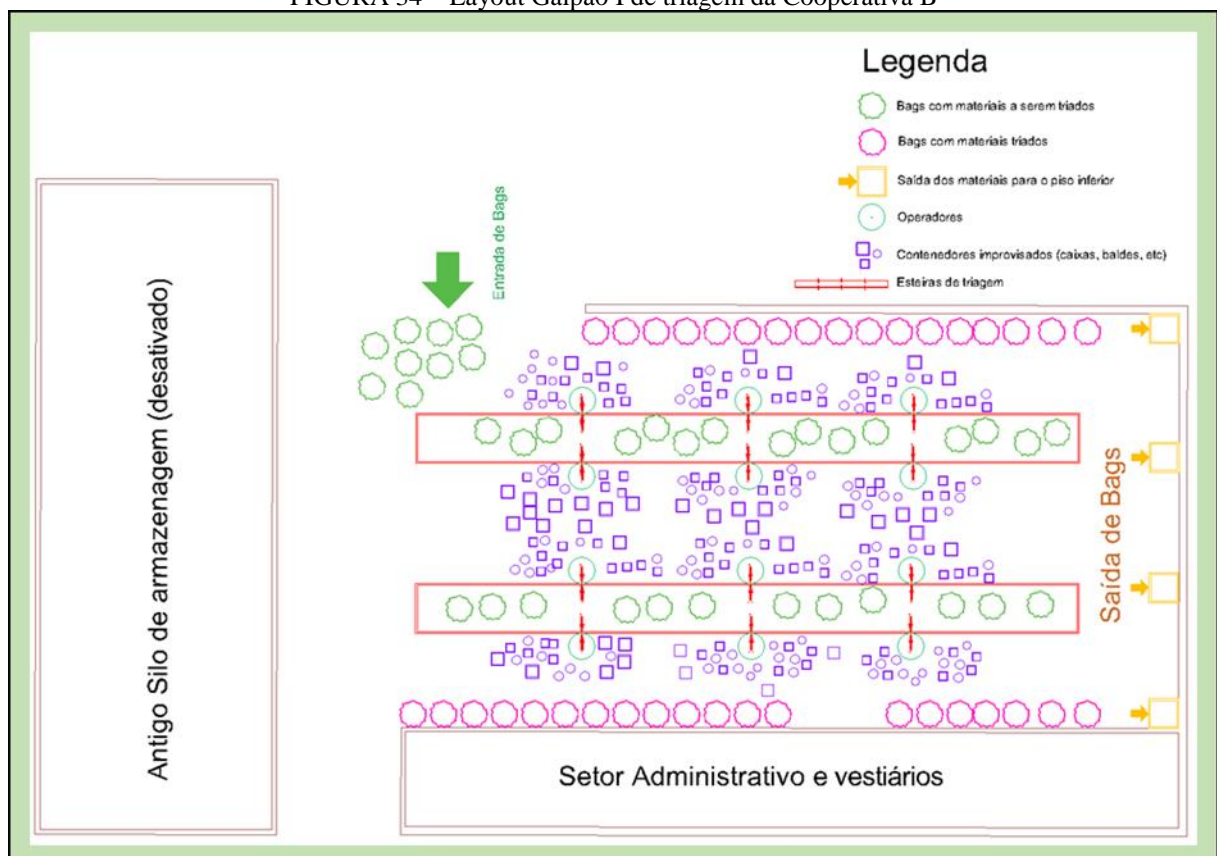 FIGURA 34 – Layout Galpão I de triagem da Cooperativa B
Legenda
Bags com materiais a serem triados
Bags com materiais triados
Saída dos materiais para o piso inferior
Operadores
Contenedores improvisados (caixas, baldes, etc)
Esteiras de triagem
Entrada de Bags
Antigo Silo de armazenagem (desativado)
Saída de Bags
Setor Administrativo e vestiários